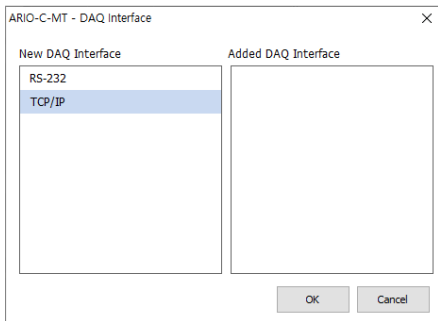 ARIO-C-MT - DAQ Interface
New DAQ Interface
Added DAQ Interface
RS-232
TCP/IP
OK
Cancel